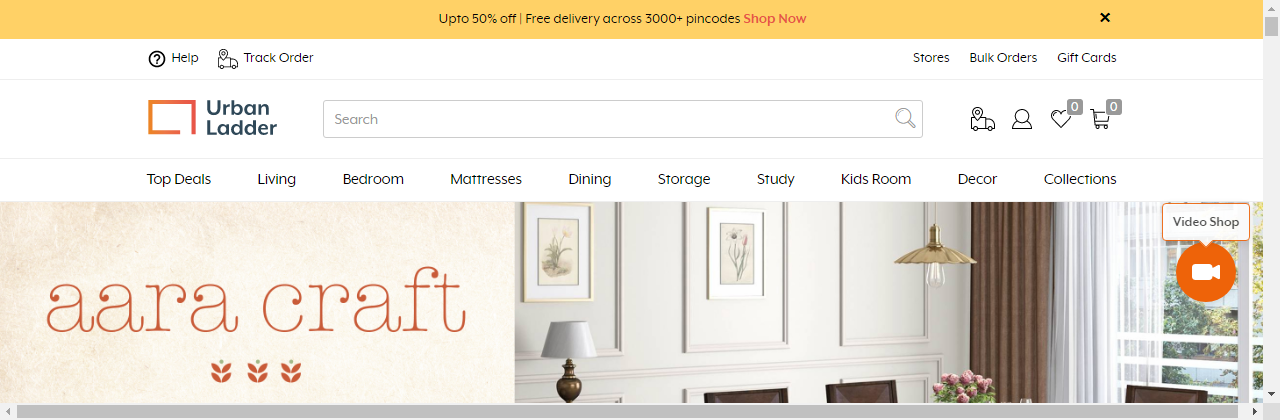 Upto 50% off | Free delivery across 3000+ pincodes Shop Now
Help
Track Order
Stores
Bulk Orders
Gift Cards
Urban
Ladder
Search
0
0
Top Deals
Living
Bedroom
Mattresses
Dining
Storage
Study
Kids Room
Decor
Collections
Video Shop
aara craft